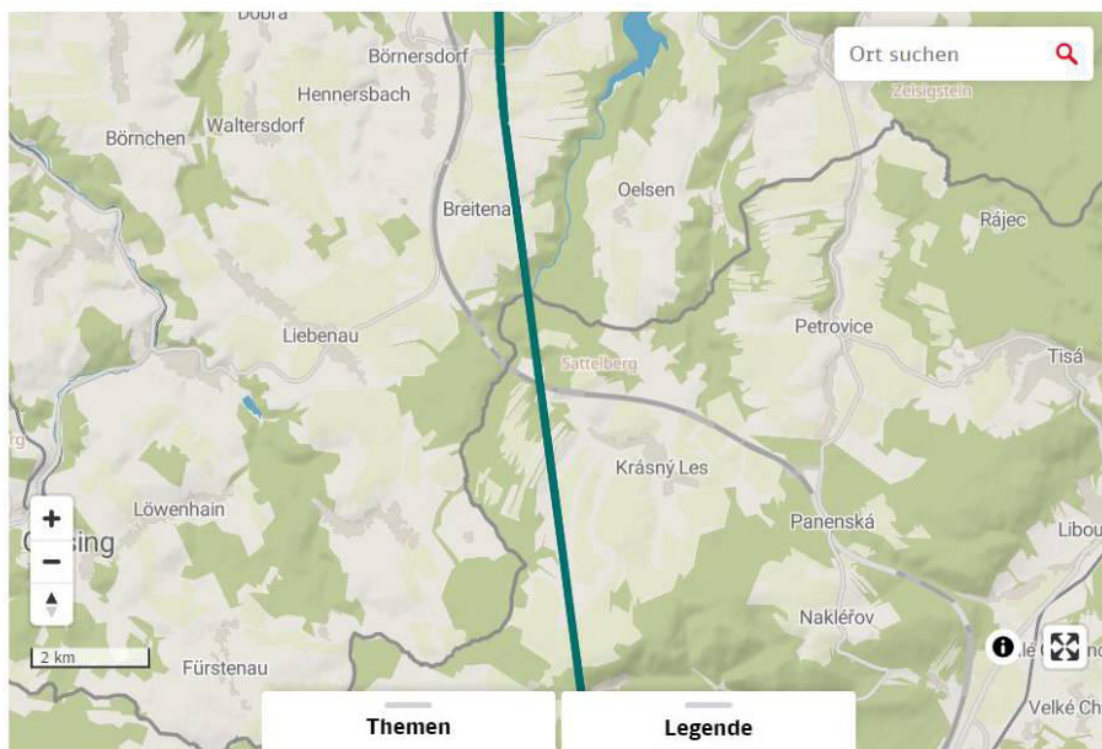 Dobra
Börnersdorf
Ort suchen
Hennersbach
Zeisigstein
Waltersdorf
Börnchen
Oelsen
Breitena
Rájec
Petrovice
Liebenau
Tisá
Sattelberg
Krásný Les
Löwenhain
Panenská
Libou
+
−
Nakléřov
2 km
Fürstenau
Velké Ch
Themen
Legende